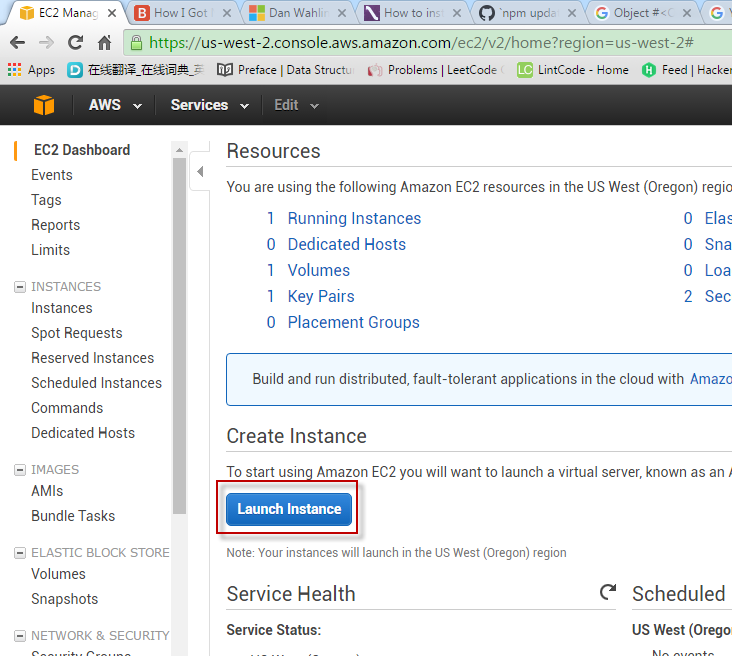 EC2 Manag
How I Got
Dan Wahlin
How to inst
`npm upda
Object #<C
https://us-west-2.console.aws.amazon.com/ec2/v2/home?region=us-west-2#
Apps
在线翻译_在线词典_英
Preface | Data Structu
Problems | LeetCode
LintCode - Home
Feed | Hacker
AWS
Services
Edit
EC2 Dashboard
Events
Tags
Reports
Limits
INSTANCES
Instances
Spot Requests
Reserved Instances
Scheduled Instances
Commands
Dedicated Hosts
IMAGES
AMIs
Bundle Tasks
ELASTIC BLOCK STORE
Volumes
Snapshots
NETWORK & SECURITY
Security Groups
Resources
You are using the following Amazon EC2 resources in the US West (Oregon) regio
1 Running Instances
0 Dedicated Hosts
1 Volumes
1 Key Pairs
0 Placement Groups
0 Elas
0 Sna
0 Loa
2 Sec
Build and run distributed, fault-tolerant applications in the cloud with Amazo
Create Instance
To start using Amazon EC2 you will want to launch a virtual server, known as an A
Launch Instance
Note: Your instances will launch in the US West (Oregon) region
Service Health
Service Status:
US West (Oregon)
Scheduled
US West (Orego
No events